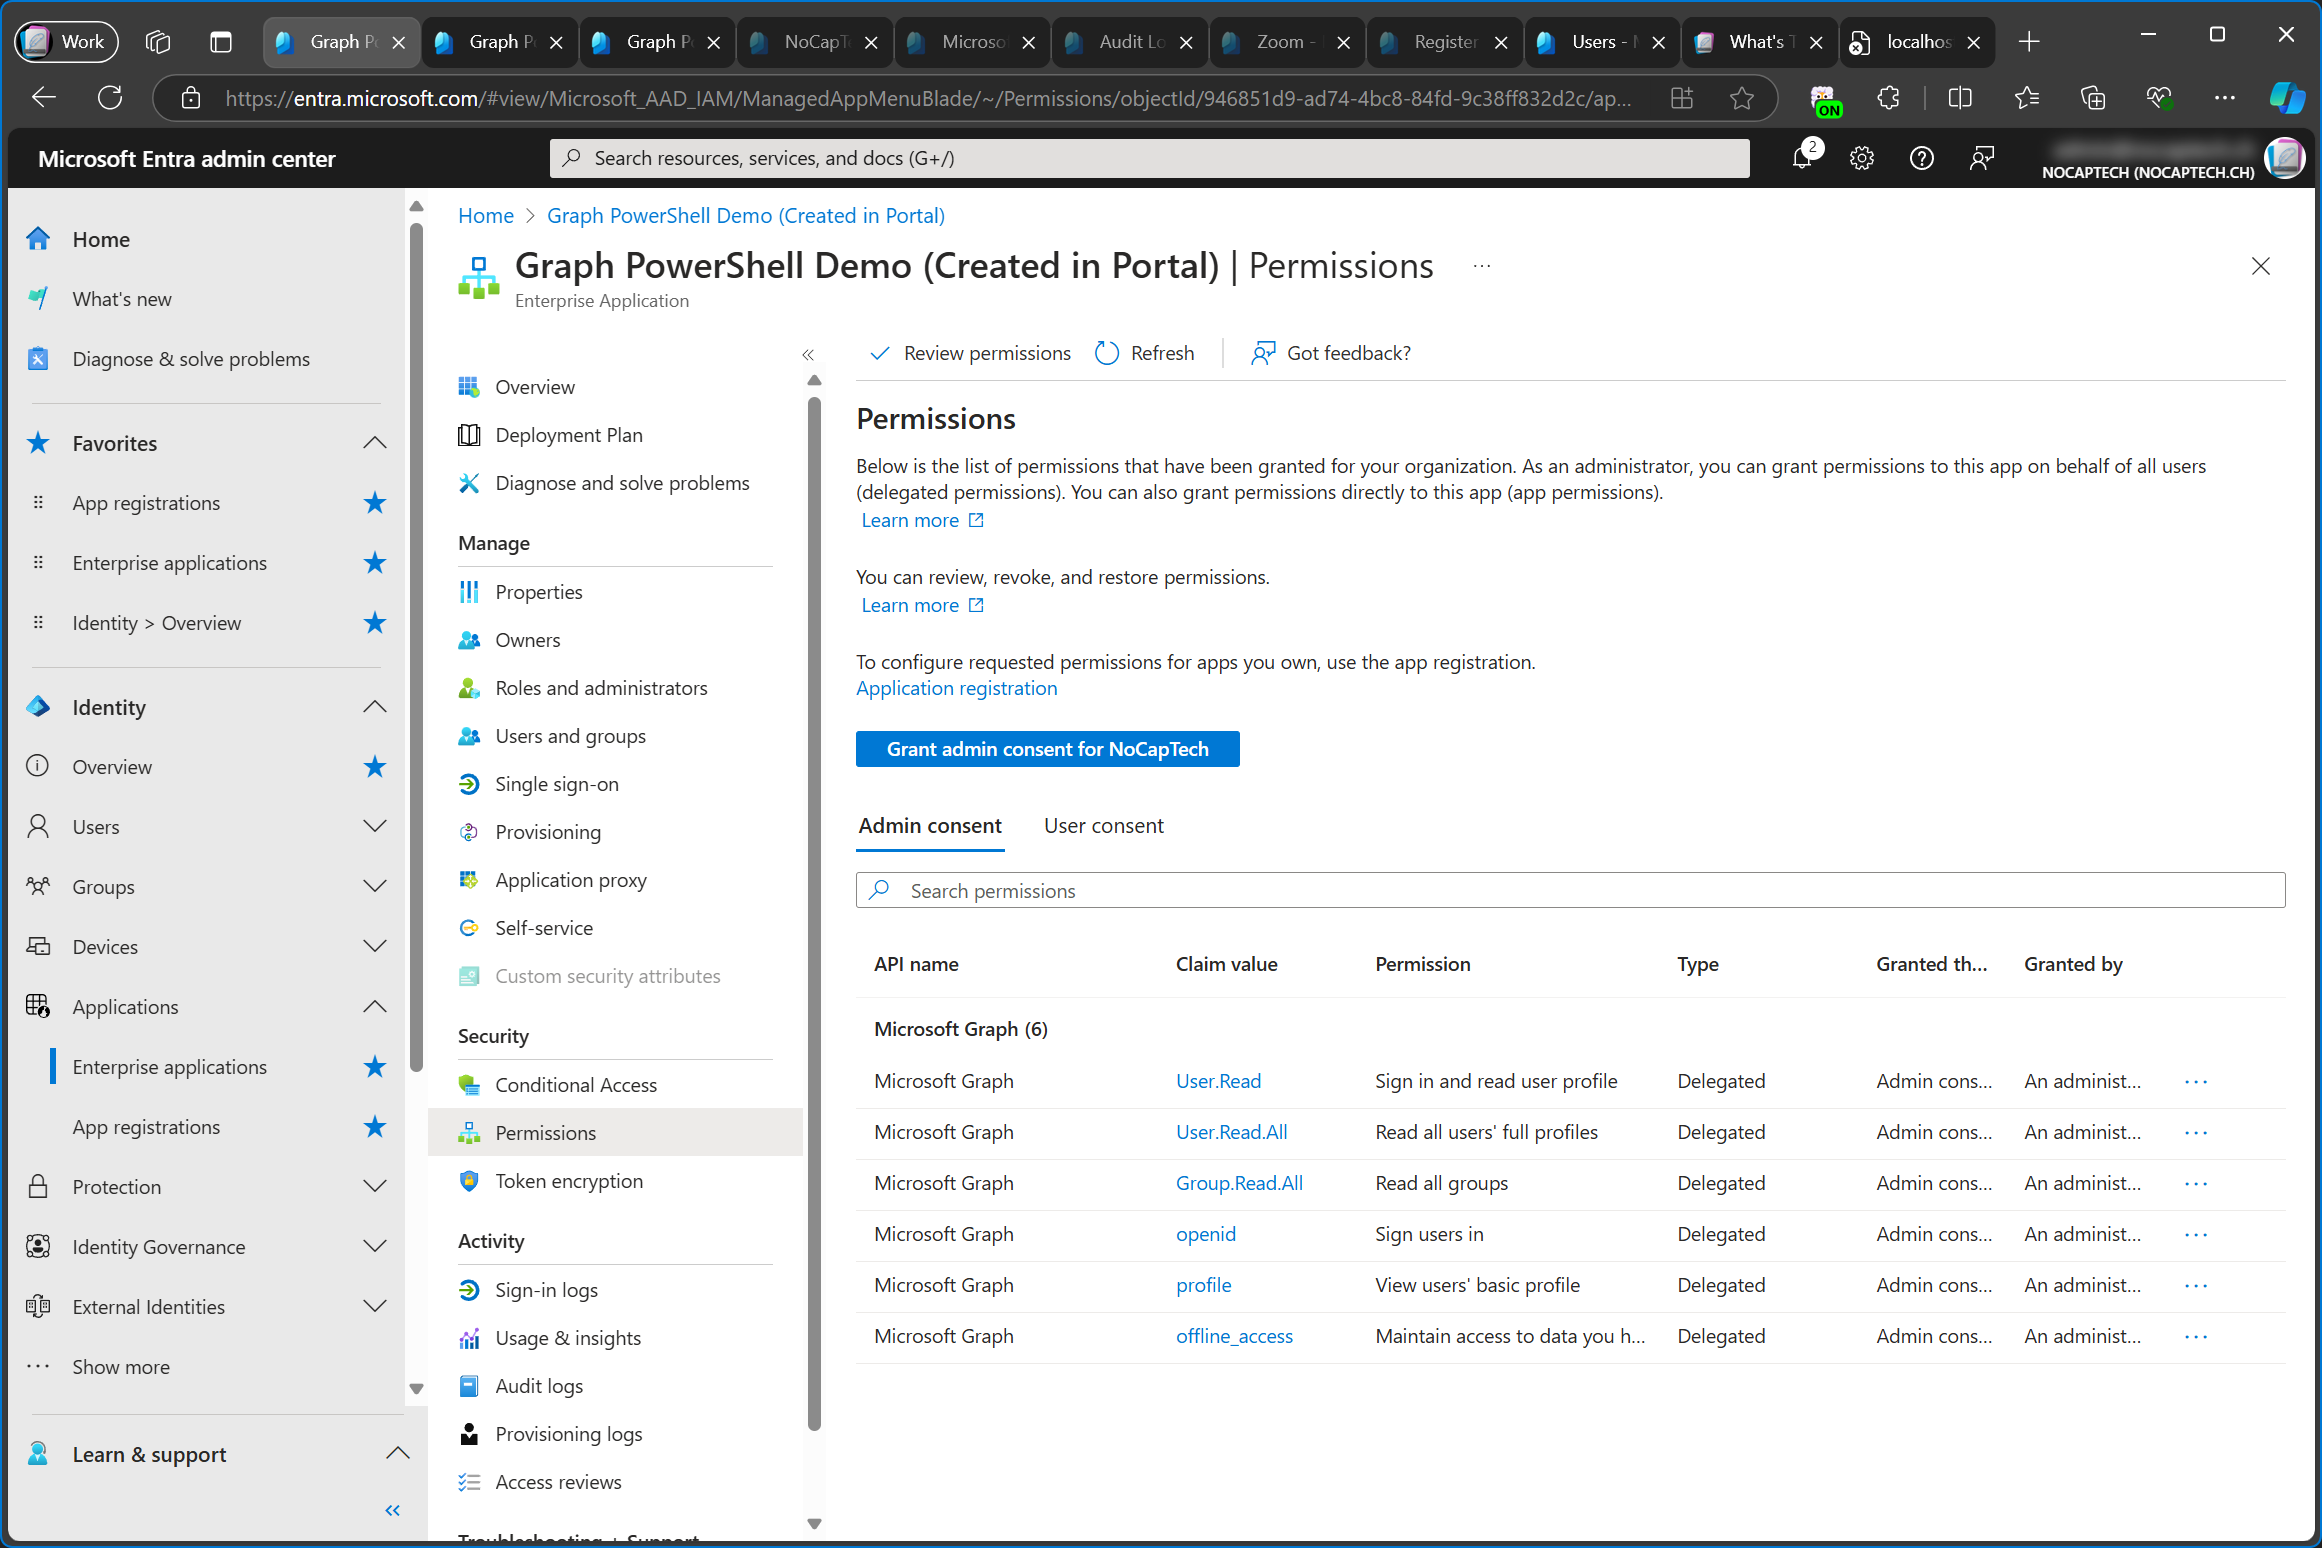 Work
Graph P
Graph P
Graph P
NoCapT
Microso
Audit Lo
Zoom -
Register
Users -
What's T
localhos
https://entra.microsoft.com/#view/Microsoft_AAD_IAM/ManagedAppMenuBlade/~/Permissions/objectId/946851d9-ad74-4bc8-84fd-9c38ff832d2c/ap...
ON
Microsoft Entra admin center
Search resources, services, and docs (G+/)
2
NOCAPTECH (NOCAPTECH.CH)
Home
What's new
Diagnose & solve problems
Favorites
App registrations
Enterprise applications
Identity > Overview
Identity
Overview
Users
Groups
Devices
Applications
Enterprise applications
App registrations
Protection
Identity Governance
External Identities
Show more
Learn & support
Home > Graph PowerShell Demo (Created in Portal)
Graph PowerShell Demo (Created in Portal) | Permissions ...
Enterprise Application
Overview
Deployment Plan
Diagnose and solve problems
Manage
Properties
Owners
Roles and administrators
Users and groups
Single sign-on
Provisioning
Application proxy
Self-service
Custom security attributes
Security
Conditional Access
Permissions
Token encryption
Activity
Sign-in logs
Usage & insights
Audit logs
Provisioning logs
Access reviews
Troubleshooting + Support
Review permissions
Refresh
Got feedback?
Permissions
Below is the list of permissions that have been granted for your organization. As an administrator, you can grant permissions to this app on behalf of all users
(delegated permissions). You can also grant permissions directly to this app (app permissions).
Learn more
You can review, revoke, and restore permissions.
Learn more
To configure requested permissions for apps you own, use the app registration.
Application registration
Grant admin consent for NoCapTech
Admin consent User consent
Search permissions
API name Claim value Permission Type Granted th... Granted by
Microsoft Graph (6)
Microsoft Graph User.Read Sign in and read user profile Delegated Admin cons... An administ... ...
Microsoft Graph User.Read.All Read all users' full profiles Delegated Admin cons... An administ... ...
Microsoft Graph Group.Read.All Read all groups Delegated Admin cons... An administ... ...
Microsoft Graph openid Sign users in Delegated Admin cons... An administ... ...
Microsoft Graph profile View users' basic profile Delegated Admin cons... An administ... ...
Microsoft Graph offline_access Maintain access to data you h... Delegated Admin cons... An administ... ...